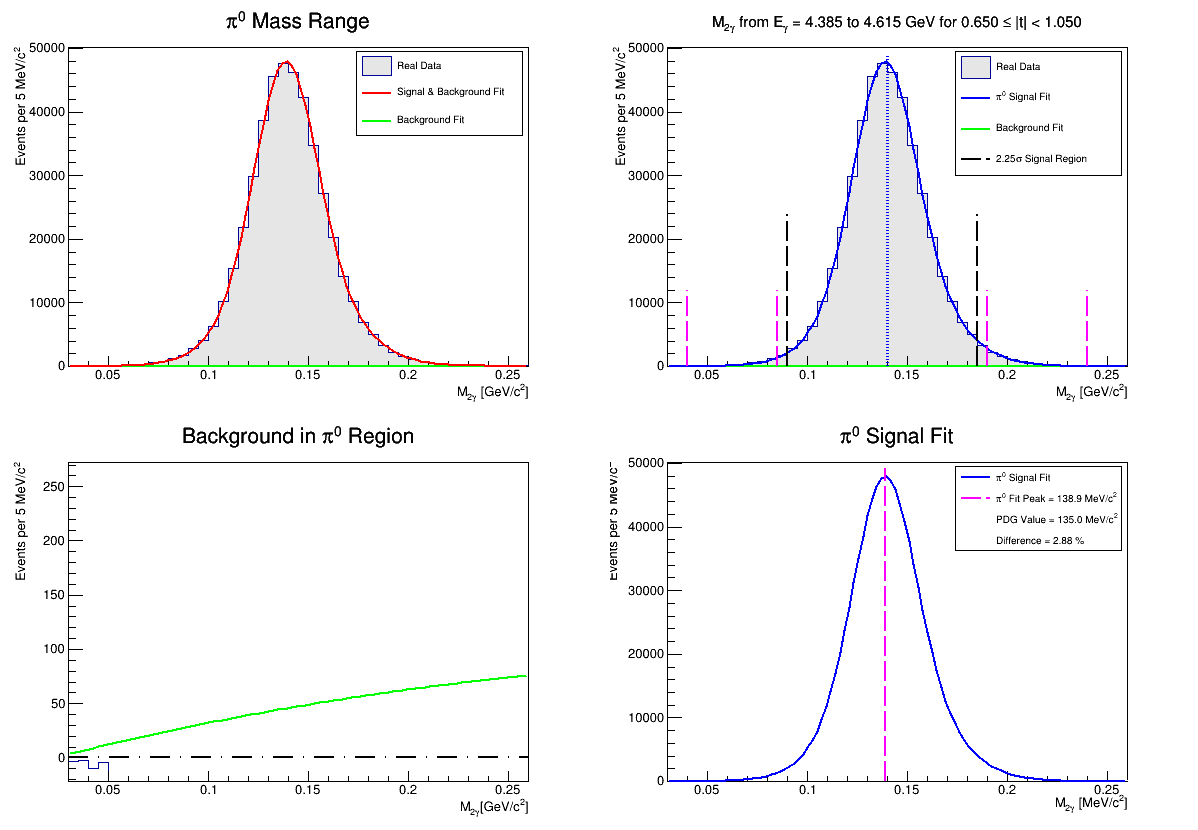 π⁰ Mass Range
Events per 5 MeV/c²
50000
40000
30000
20000
10000
0
Real Data
Signal & Background Fit
Background Fit
0.05 0.1 0.15 0.2 0.25
M₂γ [GeV/c²]
M₂γ from Eγ = 4.385 to 4.615 GeV for 0.650 ≤ |t| < 1.050
Events per 5 MeV/c²
50000
40000
30000
20000
10000
0
Real Data
π⁰ Signal Fit
Background Fit
2.25σ Signal Region
0.05 0.1 0.15 0.2 0.25
M₂γ [GeV/c²]
Background in π⁰ Region
Events per 5 MeV/c²
250
200
150
100
50
0
0.05 0.1 0.15 0.2 0.25
M₂γ[GeV/c²]
π⁰ Signal Fit
Events per 5 MeV/c²
50000
40000
30000
20000
10000
0
π⁰ Signal Fit
π⁰ Fit Peak = 138.9 MeV/c²
PDG Value = 135.0 MeV/c²
Difference = 2.88 %
0.05 0.1 0.15 0.2 0.25
M₂γ [MeV/c²]